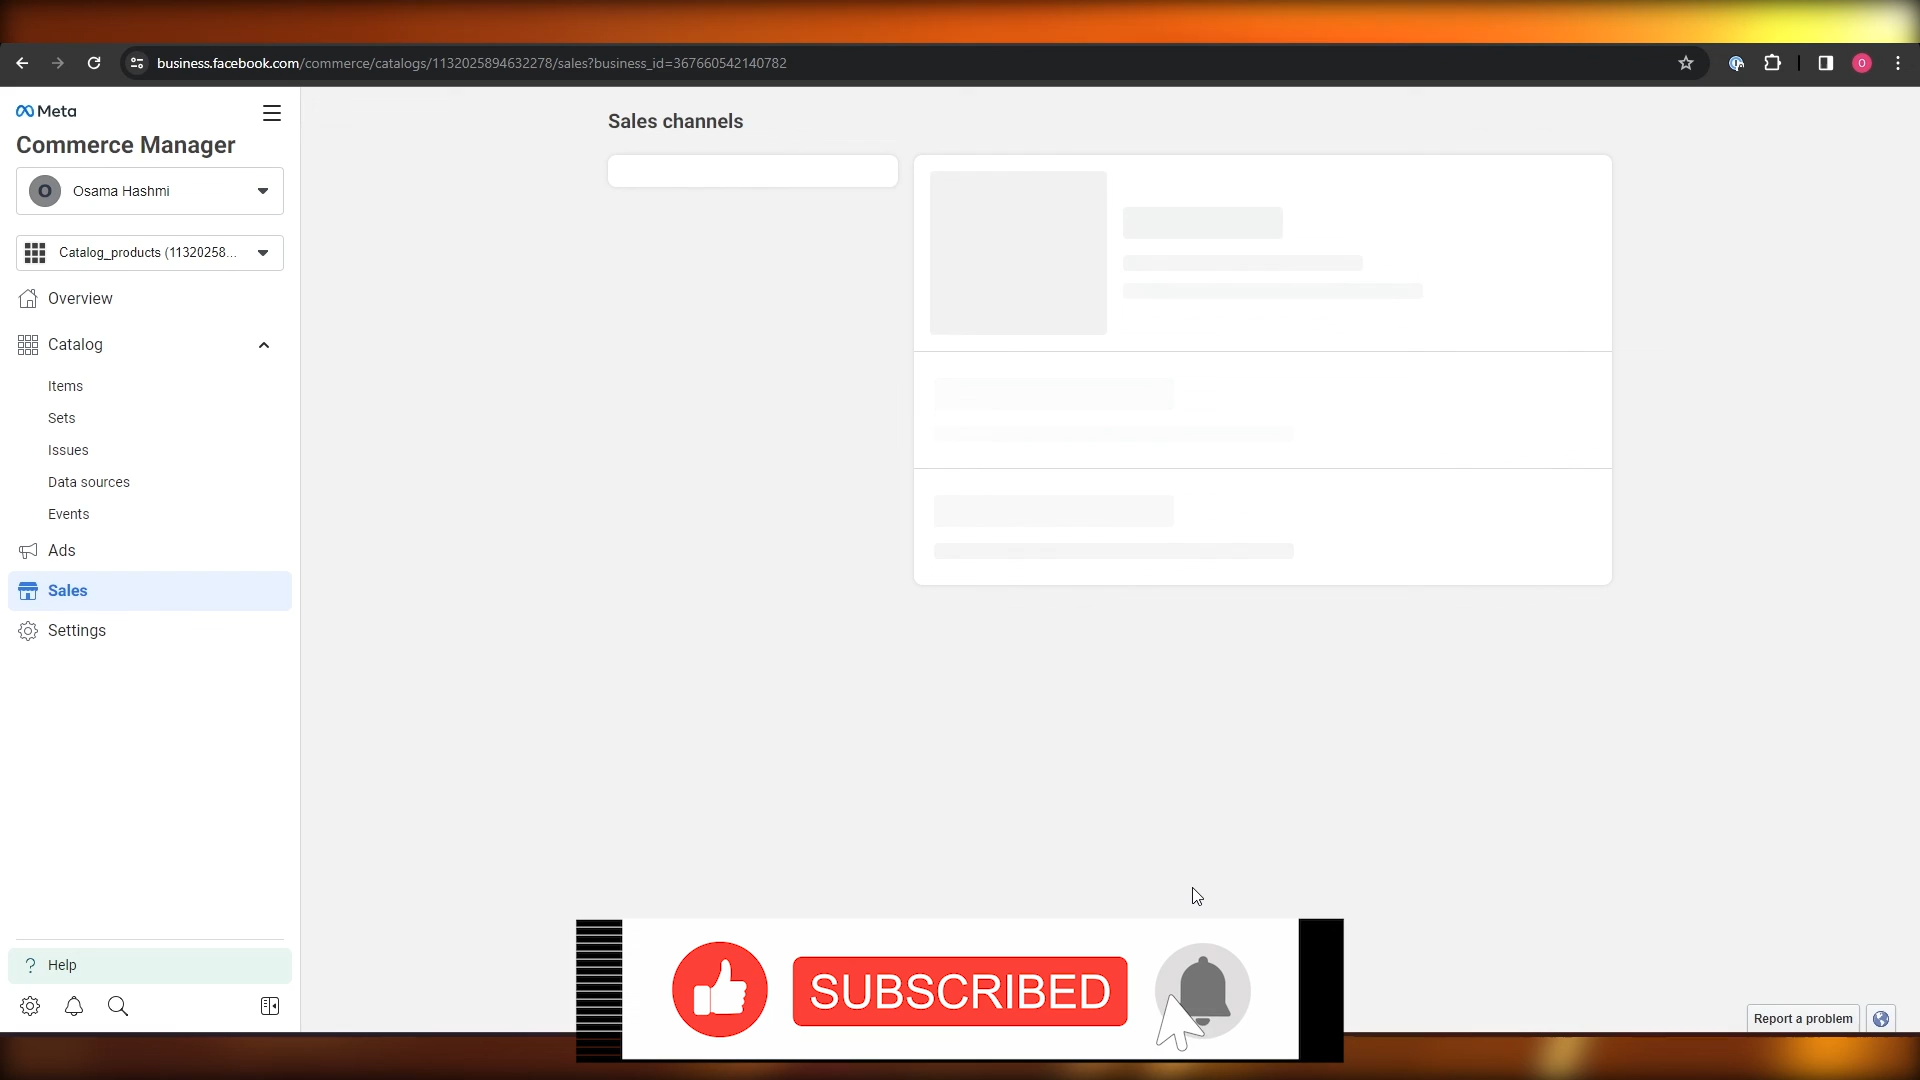 business.facebook.com/commerce/catalogs/1132025894632278/sales?business_id=367660542140782
O
Meta
Commerce Manager
O Osama Hashmi
Catalog_products (11320258...
Overview
Catalog
Items
Sets
Issues
Data sources
Events
Ads
Sales
Settings
? Help
Sales channels
SUBSCRIBED
Report a problem